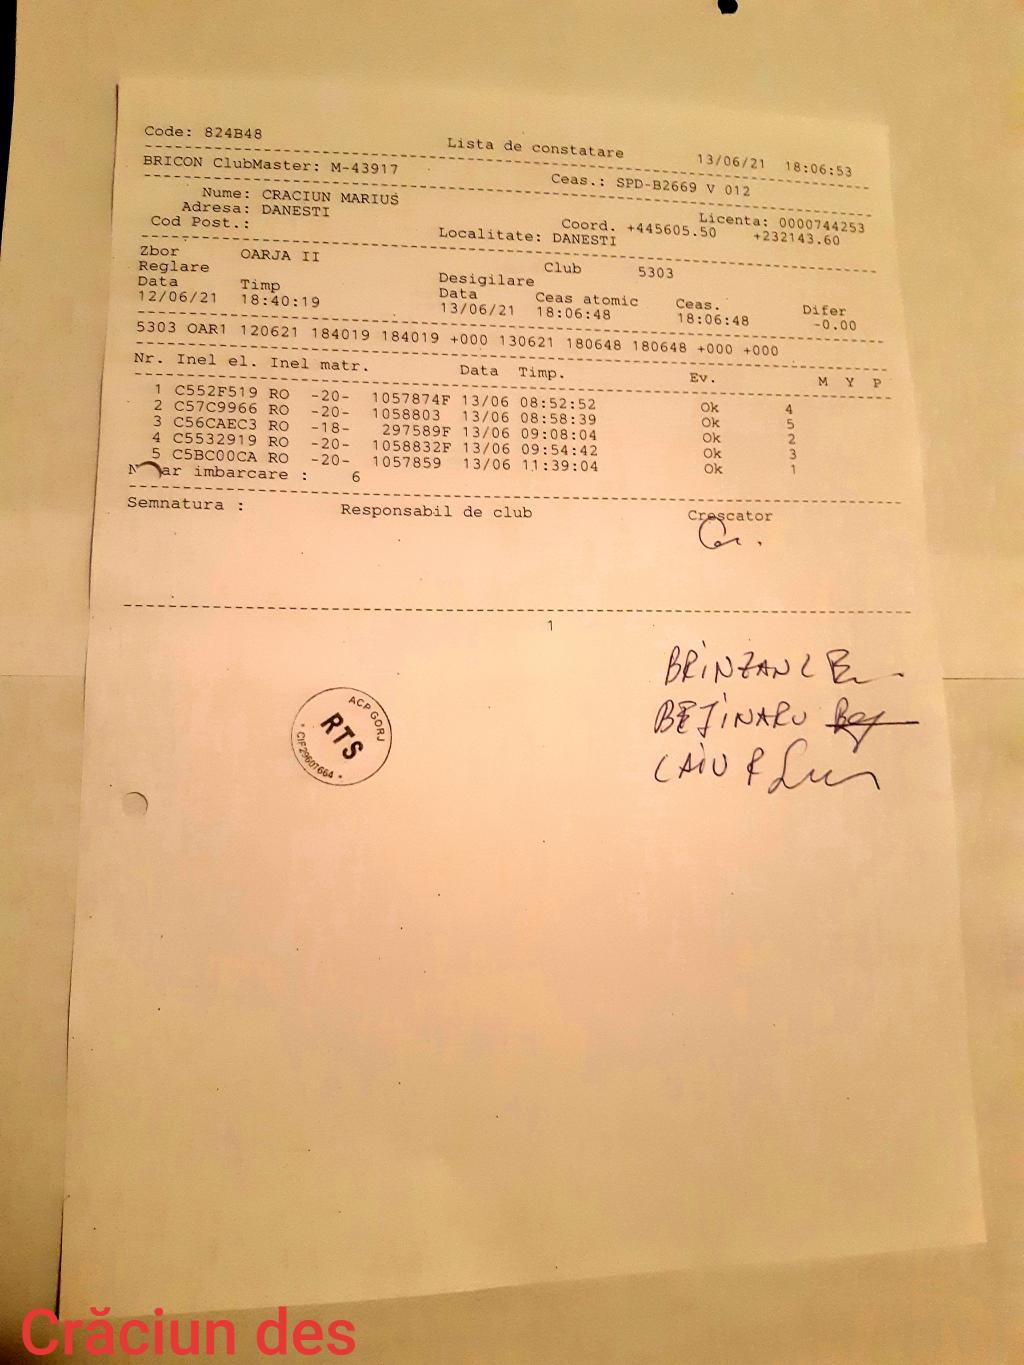 Code: 824B48
Lista de constatare 13/06/21 18:06:53
BRICON ClubMaster: M-43917 Ceas.: SPD-B2669 V 012
Nume: CRACIUN MARIUS Licenta: 0000744253
Adresa: DANESTI Coord. +445605.50 +232143.60
Cod Post.: Localitate: DANESTI
Zbor OARJA II Club 5303
Reglare Desigilare
Data Timp Data Ceas atomic Ceas. Difer
12/06/21 18:40:19 13/06/21 18:06:48 18:06:48 -0.00
5303 OAR1 120621 184019 184019 +000 130621 180648 180648 +000 +000
Nr. Inel el. Inel matr. Data Timp. Ev. M Y P
1 C552F519 RO -20- 1057874F 13/06 08:52:52 Ok 4
2 C57C9966 RO -20- 1058803 13/06 08:58:39 Ok 5
3 C56CAEC3 RO -18- 297589F 13/06 09:08:04 Ok 2
4 C5532919 RO -20- 1058832F 13/06 09:54:42 Ok 3
5 C5BC00CA RO -20- 1057859 13/06 11:39:04 Ok 1
imbarcare : 6
Semnatura : Responsabil de club Crescator
1
BRINZAN
BEJINARU
CAIU R
ACP GORJ
RTS
CIF29607664
Crăciun des